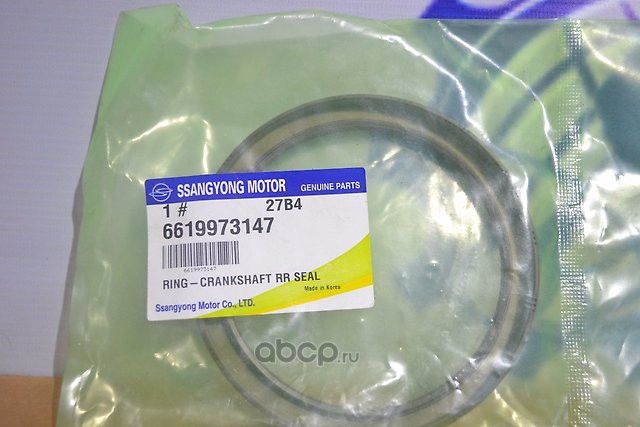 SSANGYONG MOTOR GENUINE PARTS
1 # 27B4
6619973147
6619973147
RING-CRANKSHAFT RR SEAL
Made in Korea
Ssangyong Motor Co., LTD.
abcp.ru